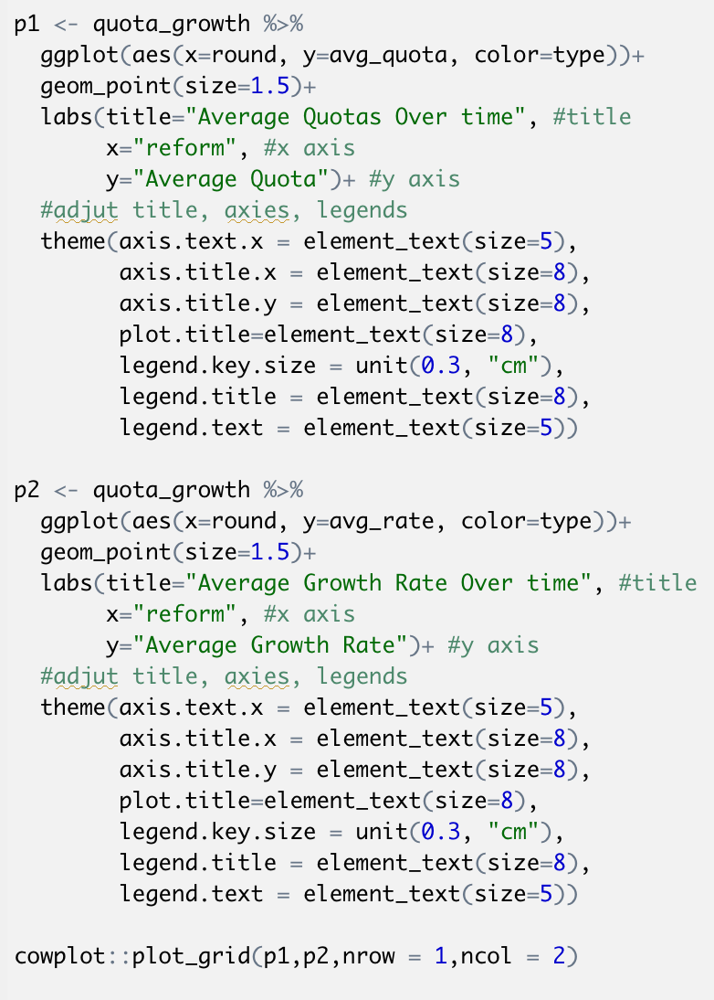 p1 <- quota_growth %>%
  ggplot(aes(x=round, y=avg_quota, color=type))+
  geom_point(size=1.5)+
  labs(title="Average Quotas Over time", #title
       x="reform", #x axis
       y="Average Quota")+ #y axis
  #adjut title, axies, legends
  theme(axis.text.x = element_text(size=5),
        axis.title.x = element_text(size=8),
        axis.title.y = element_text(size=8),
        plot.title=element_text(size=8),
        legend.key.size = unit(0.3, "cm"),
        legend.title = element_text(size=8),
        legend.text = element_text(size=5))

p2 <- quota_growth %>%
  ggplot(aes(x=round, y=avg_rate, color=type))+
  geom_point(size=1.5)+
  labs(title="Average Growth Rate Over time", #title
       x="reform", #x axis
       y="Average Growth Rate")+ #y axis
  #adjut title, axies, legends
  theme(axis.text.x = element_text(size=5),
        axis.title.x = element_text(size=8),
        axis.title.y = element_text(size=8),
        plot.title=element_text(size=8),
        legend.key.size = unit(0.3, "cm"),
        legend.title = element_text(size=8),
        legend.text = element_text(size=5))

cowplot::plot_grid(p1,p2,nrow = 1,ncol = 2)